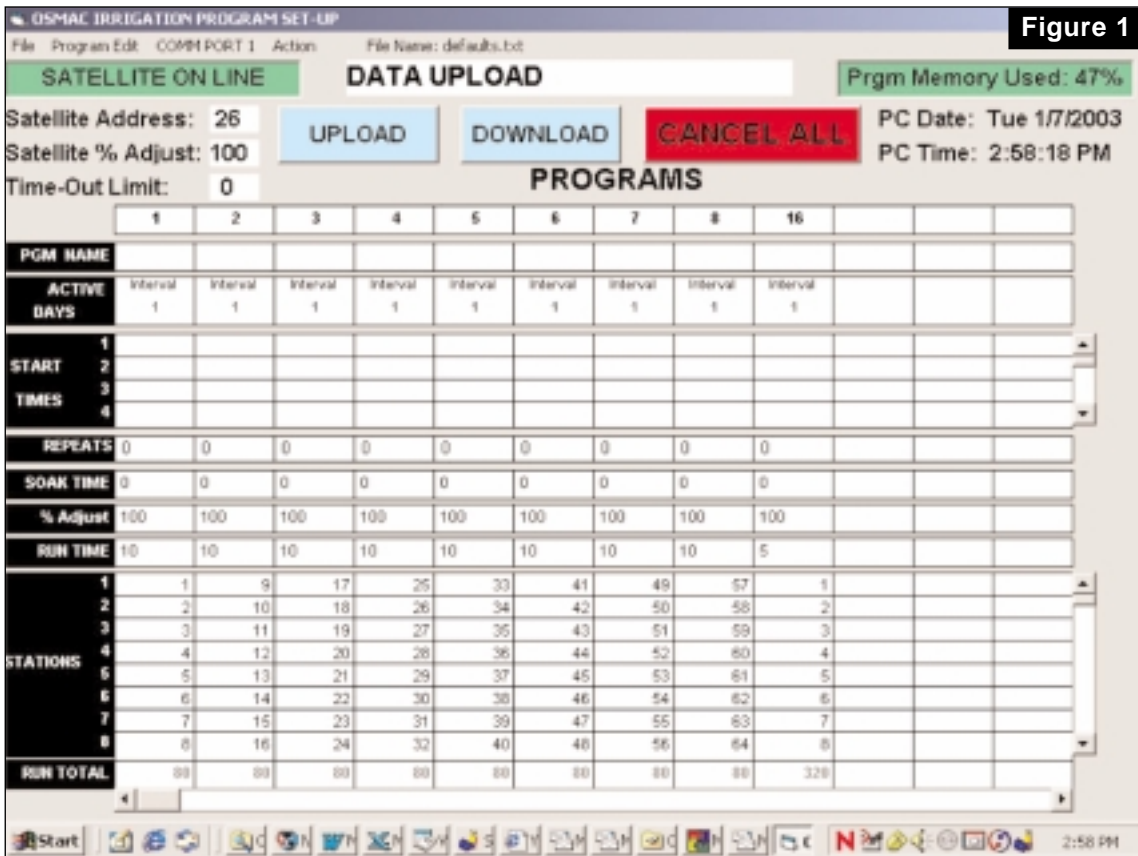 Figure 1
OSMAC IRRIGATION PROGRAM SET-UP
File Program Edit COMM PORT 1 Action File Name: defaults.txt
SATELLITE ON LINE DATA UPLOAD Prgm Memory Used: 47%
Satellite Address: 26 UPLOAD DOWNLOAD CANCEL ALL PC Date: Tue 1/7/2003
Satellite % Adjust: 100 PC Time: 2:58:18 PM
Time-Out Limit: 0 PROGRAMS
1 2 3 4 5 6 7 8 16
PGM NAME
ACTIVE DAYS Interval Interval Interval Interval Interval Interval Interval Interval Interval
1 1 1 1 1 1 1 1 1
START TIMES 1
2
3
4
REPEATS 0 0 0 0 0 0 0 0 0
SOAK TIME 0 0 0 0 0 0 0 0 0
% Adjust 100 100 100 100 100 100 100 100 100
RUN TIME 10 10 10 10 10 10 10 10 5
STATIONS
1 1 9 17 25 33 41 49 57 1
2 2 10 18 26 34 42 50 58 2
3 3 11 19 27 35 43 51 59 3
4 4 12 20 28 36 44 52 60 4
5 5 13 21 29 37 45 53 61 5
6 6 14 22 30 38 46 54 62 6
7 7 15 23 31 39 47 55 63 7
8 8 16 24 32 40 48 56 64 8
RUN TOTAL 80 80 80 80 80 80 80 80 320
Start 2:58 PM